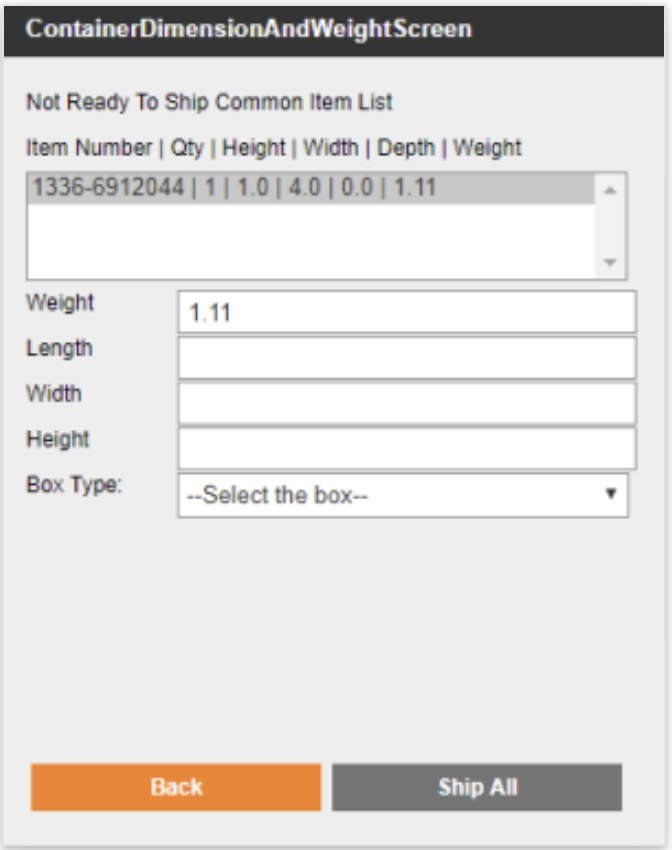 ContainerDimensionAndWeightScreen
Not Ready To Ship Common Item List
Item Number | Qty | Height | Width | Depth | Weight
1336-6912044 | 1 | 1.0 | 4.0 | 0.0 | 1.11
Weight 1.11
Length
Width
Height
Box Type: --Select the box--
Back Ship All